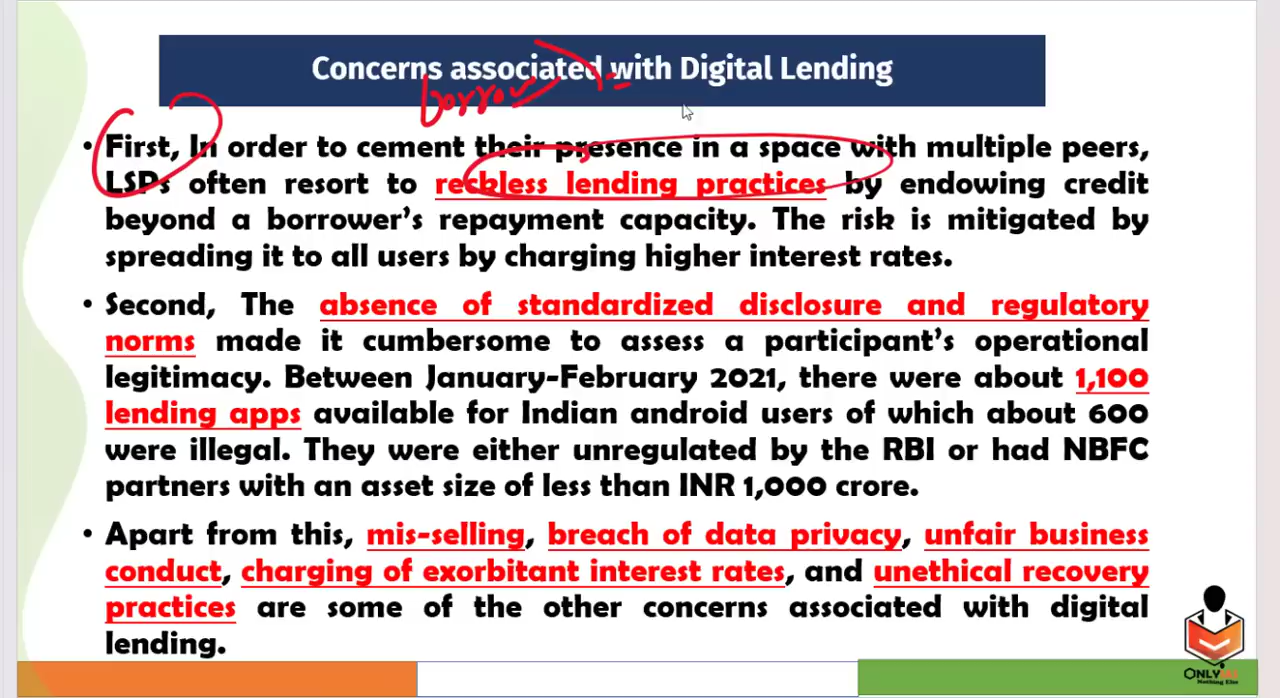 Concerns associated with Digital Lending
borrow
• First, In order to cement their presence in a space with multiple peers,
LSPs often resort to reckless lending practices by endowing credit
beyond a borrower’s repayment capacity. The risk is mitigated by
spreading it to all users by charging higher interest rates.
• Second, The absence of standardized disclosure and regulatory
norms made it cumbersome to assess a participant’s operational
legitimacy. Between January-February 2021, there were about 1,100
lending apps available for Indian android users of which about 600
were illegal. They were either unregulated by the RBI or had NBFC
partners with an asset size of less than INR 1,000 crore.
• Apart from this, mis-selling, breach of data privacy, unfair business
conduct, charging of exorbitant interest rates, and unethical recovery
practices are some of the other concerns associated with digital
lending.
ONLY
Nothing Else